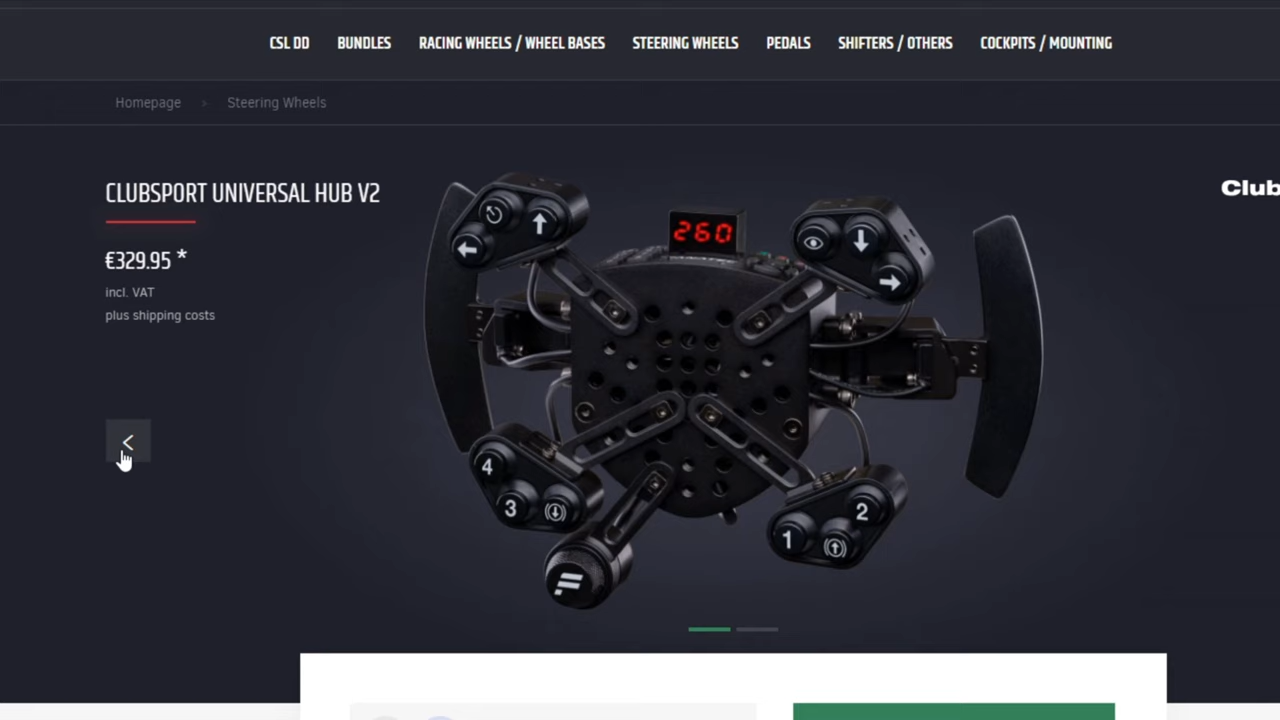 CSL DD BUNDLES RACING WHEELS / WHEEL BASES STEERING WHEELS PEDALS SHIFTERS / OTHERS COCKPITS / MOUNTING
Homepage > Steering Wheels
CLUBSPORT UNIVERSAL HUB V2
€329.95 *
incl. VAT
plus shipping costs
Club
260
4
3
2
1